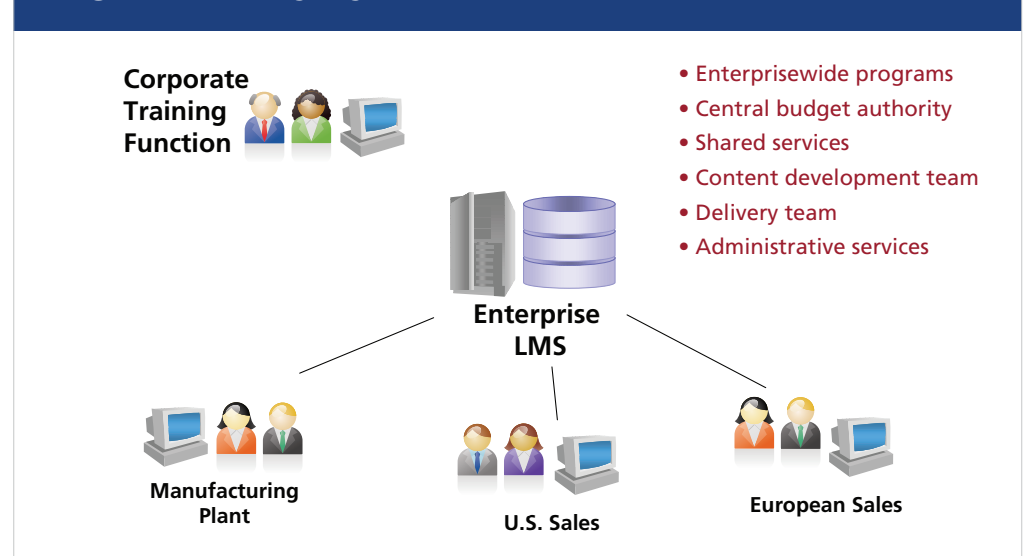 Corporate
Training
Function
• Enterprisewide programs
• Central budget authority
• Shared services
• Content development team
• Delivery team
• Administrative services
Enterprise
LMS
Manufacturing
Plant
U.S. Sales
European Sales